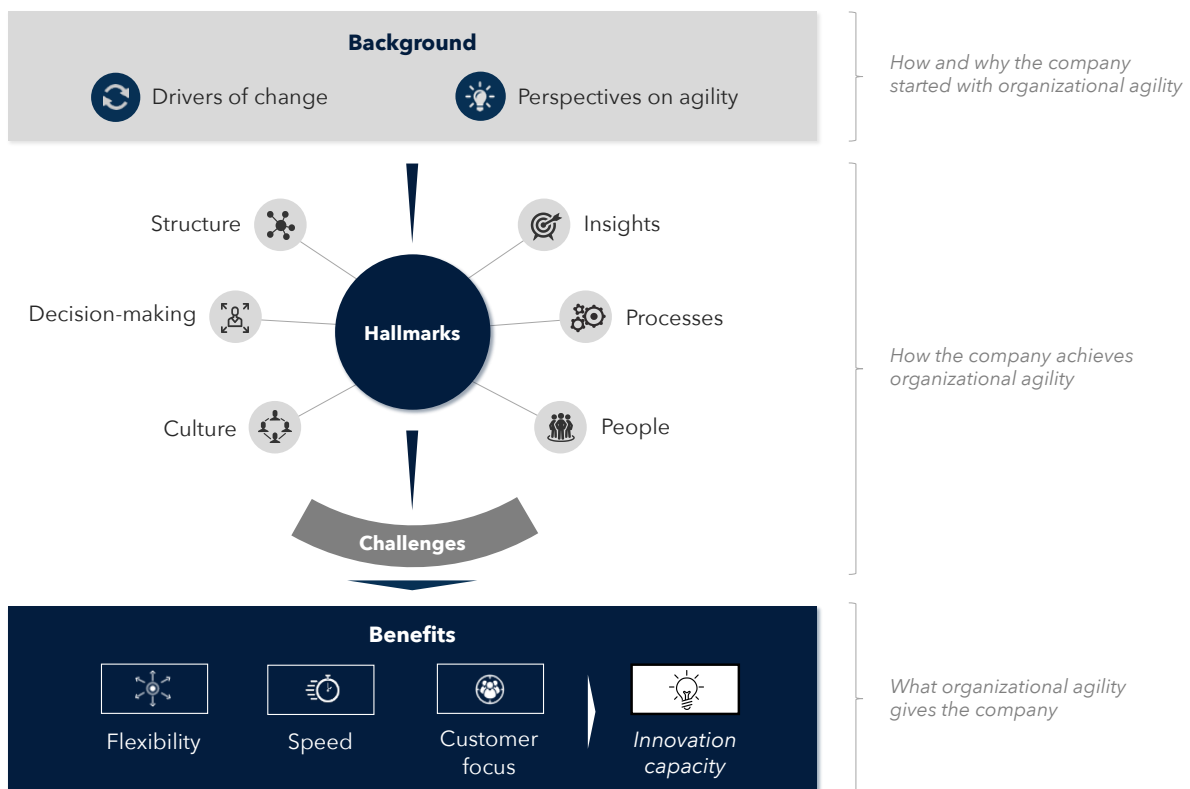 Background
Drivers of change
Perspectives on agility
How and why the company
started with organizational agility
Structure
Insights
Decision-making
Hallmarks
Processes
Culture
People
How the company achieves
organizational agility
Challenges
Benefits
Flexibility
Speed
Customer
focus
Innovation
capacity
What organizational agility
gives the company